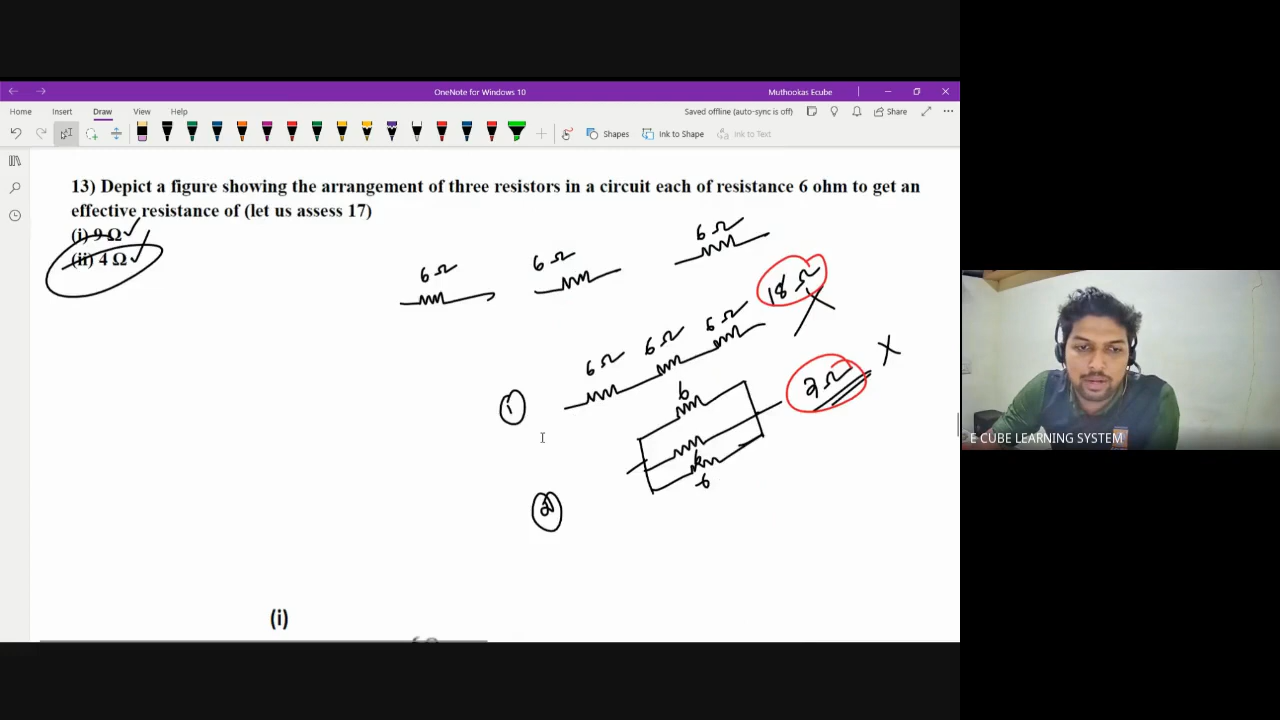 OneNote for Windows 10
Muthookas Ecube
Home Insert Draw View Help
Saved offline (auto-sync is off)
Share
Shapes
Ink to Shape
Ink to Text
13) Depict a figure showing the arrangement of three resistors in a circuit each of resistance 6 ohm to get an
effective resistance of (let us assess 17)
(i) 9 Ω
(ii) 4 Ω
6 Ω 6 Ω 6 Ω
18 Ω
6 Ω 6 Ω 6 Ω
1
6
2 Ω
6
6
2
(i)
6 Ω
E CUBE LEARNING SYSTEM